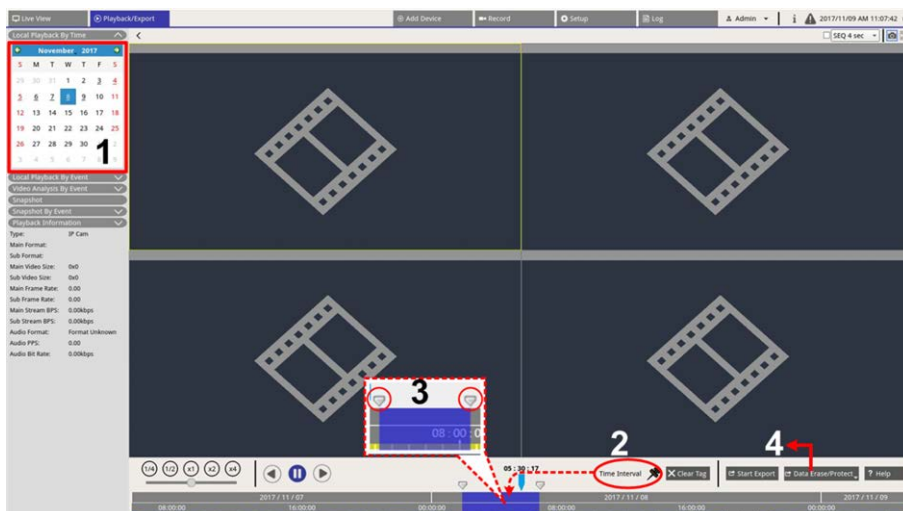 Live View Playback/Export Add Device Record Setup Log Admin i 2017/11/09 AM 11:07:42
Local Playback By Time SEQ 4 sec
November, 2017
S M T W T F S
29 30 31 1 2 3 4
5 6 7 8 9 10 11
12 13 14 15 16 17 18
19 20 21 22 23 24 25
26 27 28 29 30 1 2
3 4 5 6 7 8 9
Local Playback By Event
Video Analysis By Event
Snapshot
Snapshot By Event
Playback Information
Type: IP Cam
Main Format:
Sub Format:
Main Video Size: 0x0
Sub Video Size: 0x0
Main Frame Rate: 0.00
Sub Frame Rate: 0.00
Main Stream BPS: 0.00kbps
Sub Stream BPS: 0.00kbps
Audio Format: Format Unknown
Audio PPS: 0.00
Audio Bit Rate: 0.00kbps
3
08 : 00 : 0
2 4
1/4 1/2 x1 x2 x4 05 : 30 : 17 Time Interval Clear Tag Start Export Data Erase/Protect ? Help
2017 / 11 / 07 2017 / 11 / 08 2017 / 11 / 09
08:00:00 16:00:00 00:00:00 08:00:00 16:00:00 00:00:00